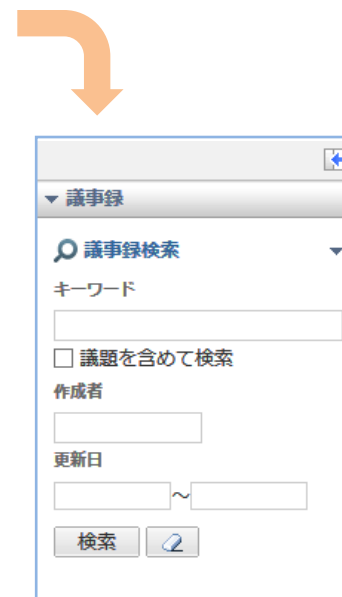 議事録
議事録検索
キーワード
議題を含めて検索
作成者
更新日
～
検索